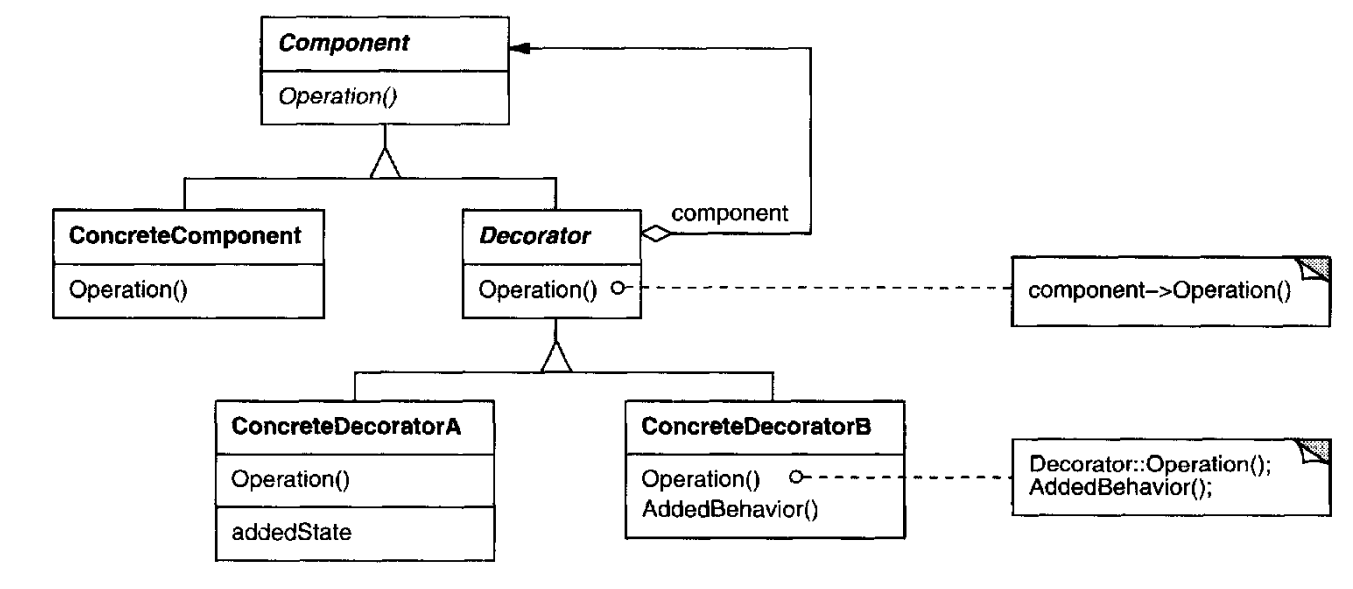 Component
Operation()
component
ConcreteComponent
Operation()
Decorator
Operation()
component–>Operation()
ConcreteDecoratorA
Operation()
addedState
ConcreteDecoratorB
Operation()
AddedBehavior()
Decorator::Operation();
AddedBehavior();